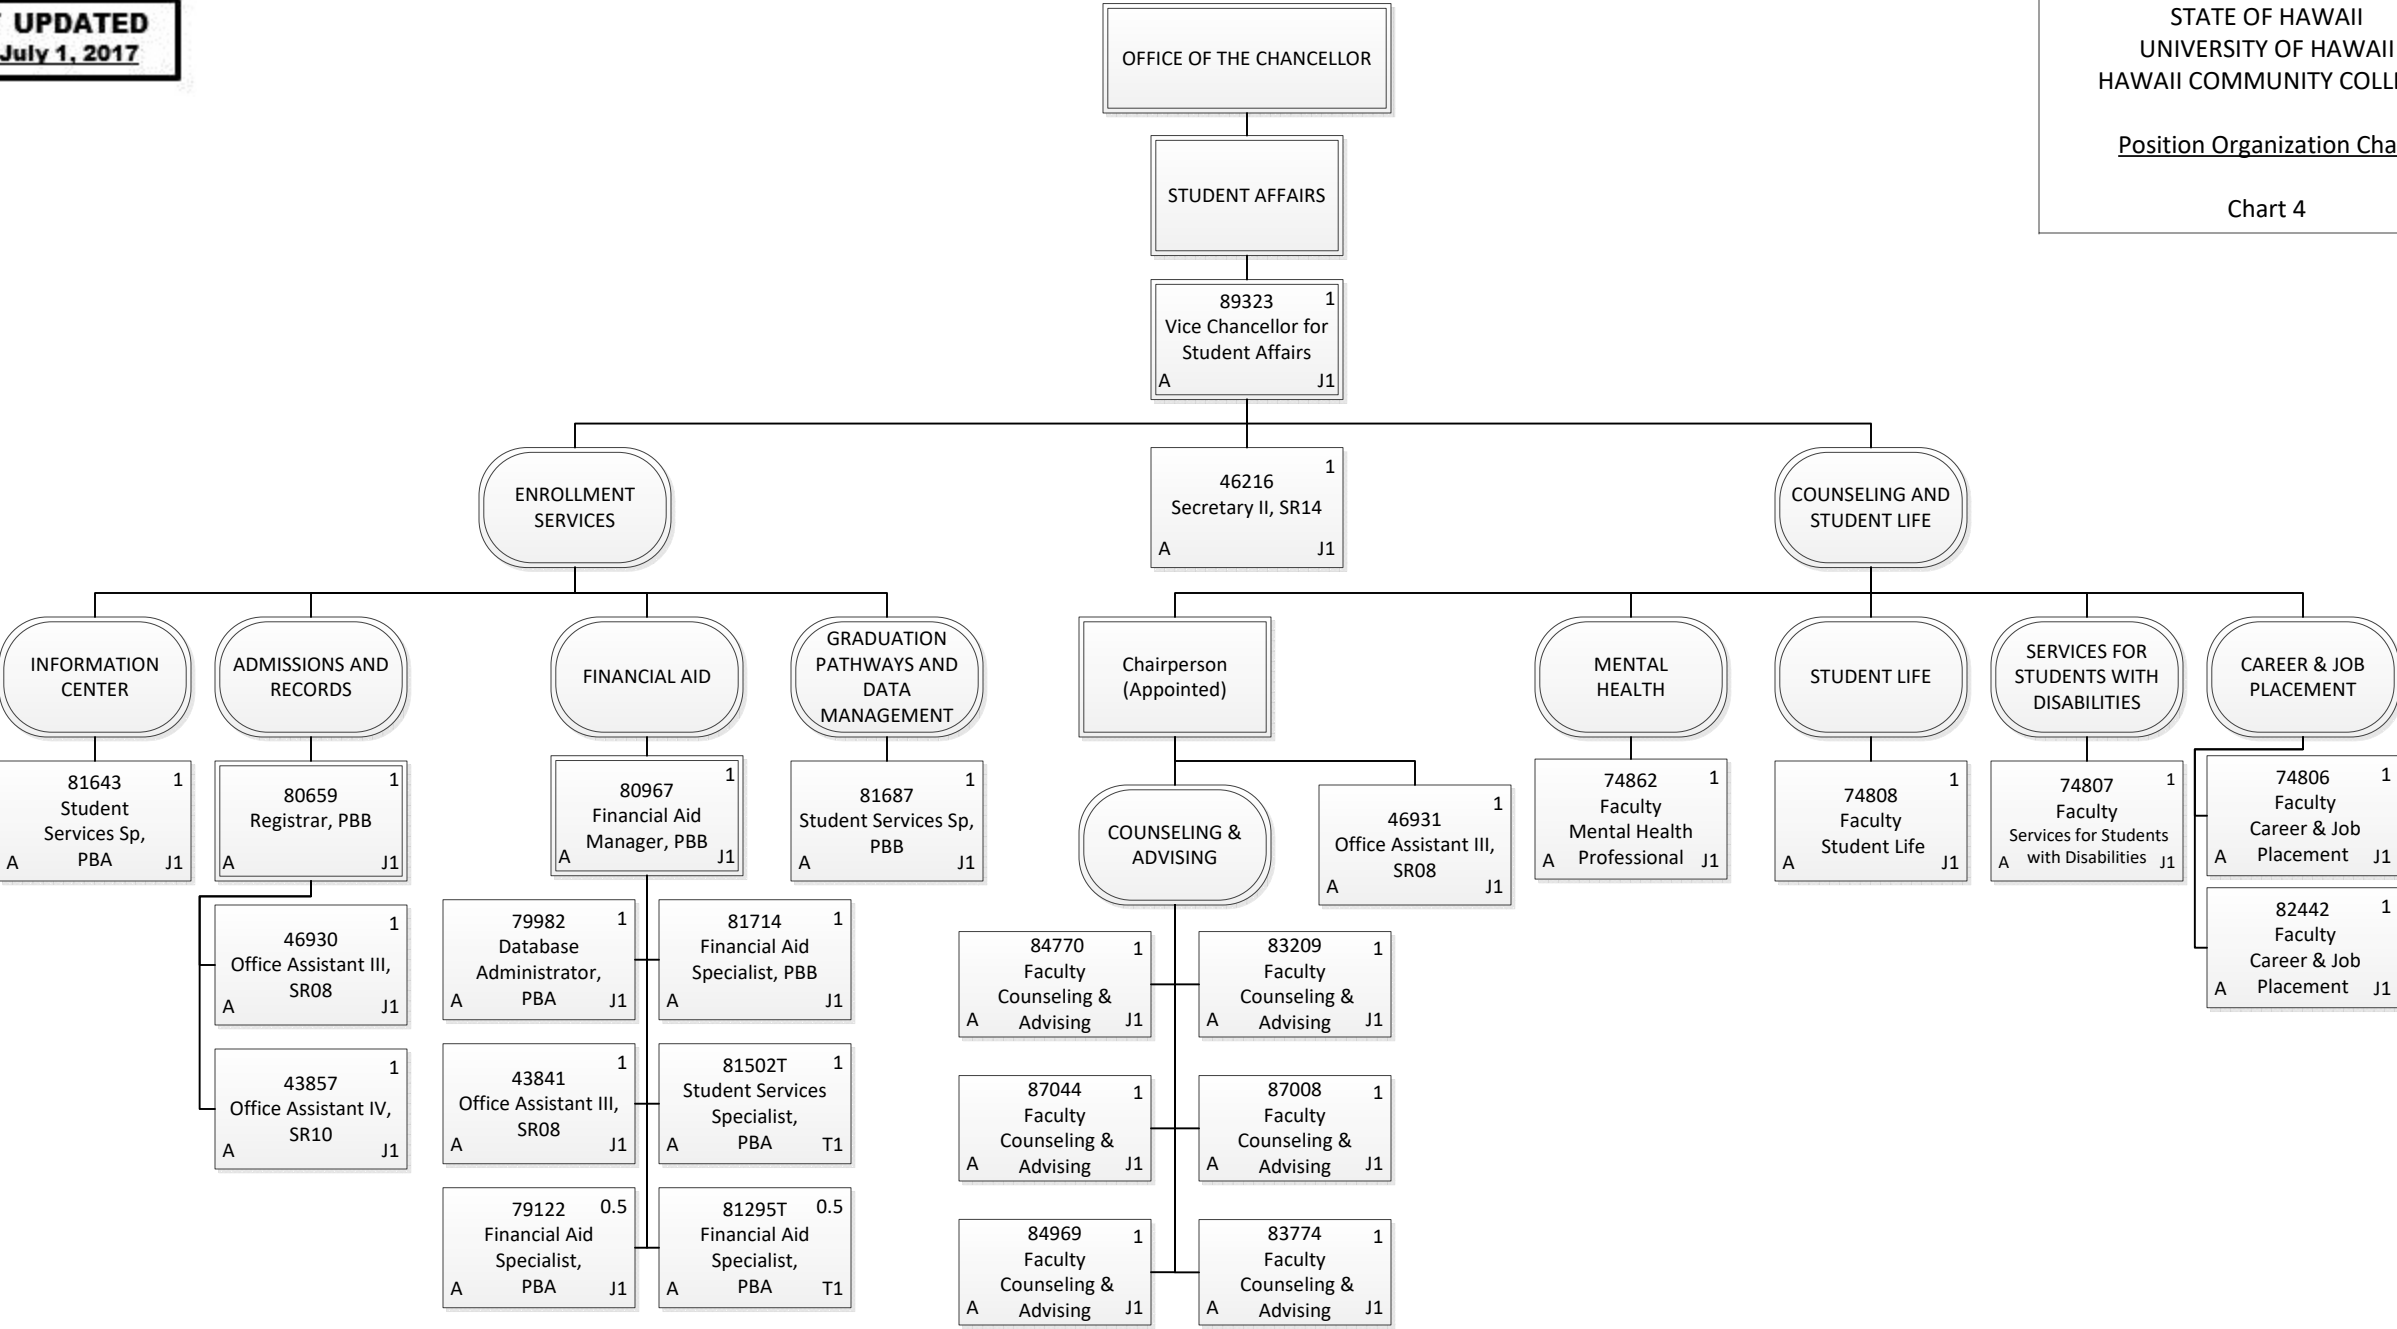 UPDATED
July 1, 2017
STATE OF HAWAII
UNIVERSITY OF HAWAII
HAWAII COMMUNITY
Position Organization
Chart 4
OFFICE OF THE CHANCELLOR
STUDENT AFFAIRS
89323 1
Vice Chancellor for
Student Affairs
A J1
ENROLLMENT
SERVICES
46216 1
Secretary II, SR14
A J1
COUNSELING AND
STUDENT LIFE
INFORMATION
CENTER
ADMISSIONS AND
RECORDS
FINANCIAL AID
GRADUATION
PATHWAYS AND
DATA
MANAGEMENT
Chairperson
(Appointed)
MENTAL
HEALTH
STUDENT LIFE
SERVICES FOR
STUDENTS WITH
DISABILITIES
CAREER & JOB
PLACEMENT
81643 1
Student
Services Sp,
A PBA J1
80659 1
Registrar, PBB
A J1
80967 1
Financial Aid
Manager, PBB
A J1
81687 1
Student Services Sp,
PBB
A J1
COUNSELING &
ADVISING
46931 1
Office Assistant III,
SR08
A J1
74862 1
Faculty
Mental Health
A Professional J1
74808 1
Faculty
Student Life
A J1
74807 1
Faculty
Services for Students
A with Disabilities J1
74806 1
Faculty
Career & Job
A Placement J1
82442 1
Faculty
Career & Job
A Placement J1
46930 1
Office Assistant III,
SR08
A J1
43857 1
Office Assistant IV,
SR10
A J1
79982 1
Database
Administrator,
A PBA J1
81714 1
Financial Aid
Specialist, PBB
A J1
43841 1
Office Assistant III,
SR08
A J1
81502T 1
Student Services
Specialist,
A PBA T1
79122 0.5
Financial Aid
Specialist,
A PBA J1
81295T 0.5
Financial Aid
Specialist,
A PBA T1
84770 1
Faculty
Counseling &
A Advising J1
83209 1
Faculty
Counseling &
A Advising J1
87044 1
Faculty
Counseling &
A Advising J1
87008 1
Faculty
Counseling &
A Advising J1
84969 1
Faculty
Counseling &
A Advising J1
83774 1
Faculty
Counseling &
A Advising J1